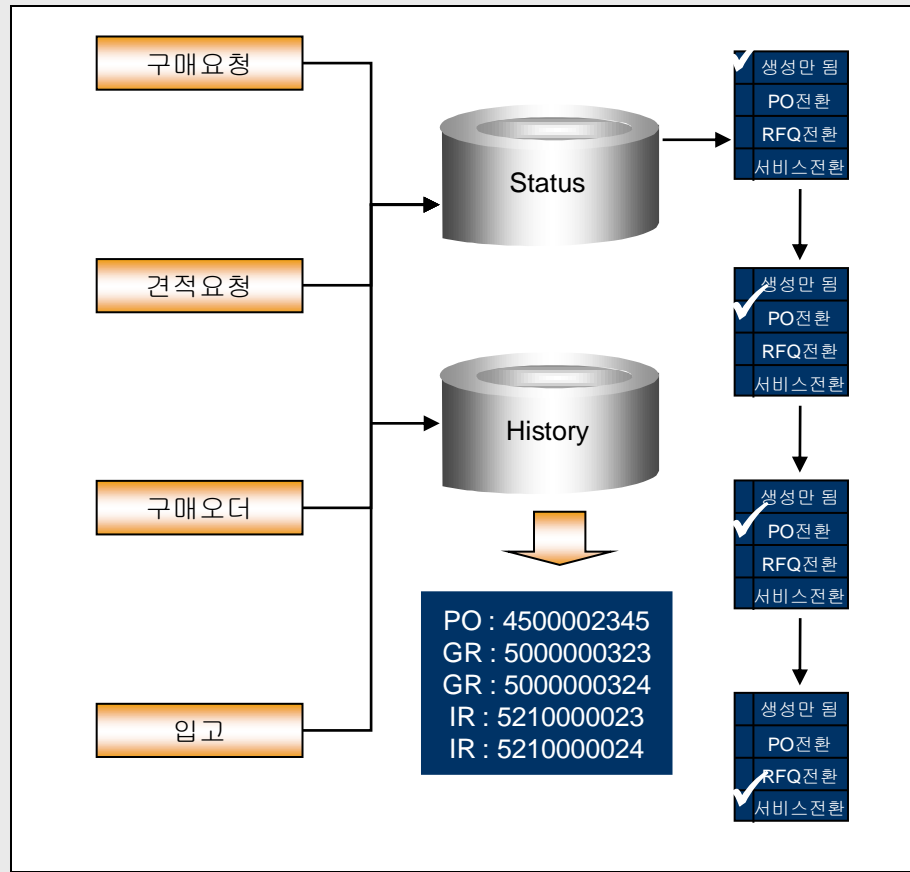 구매요청
견적요청
구매오더
입고
Status
History
PO : 4500002345
GR : 5000000323
GR : 5000000324
IR : 5210000023
IR : 5210000024
생성만 됨
PO전환
RFQ전환
서비스전환
생성만 됨
PO전환
RFQ전환
서비스전환
생성만 됨
PO전환
RFQ전환
서비스전환
생성만 됨
PO전환
RFQ전환
서비스전환